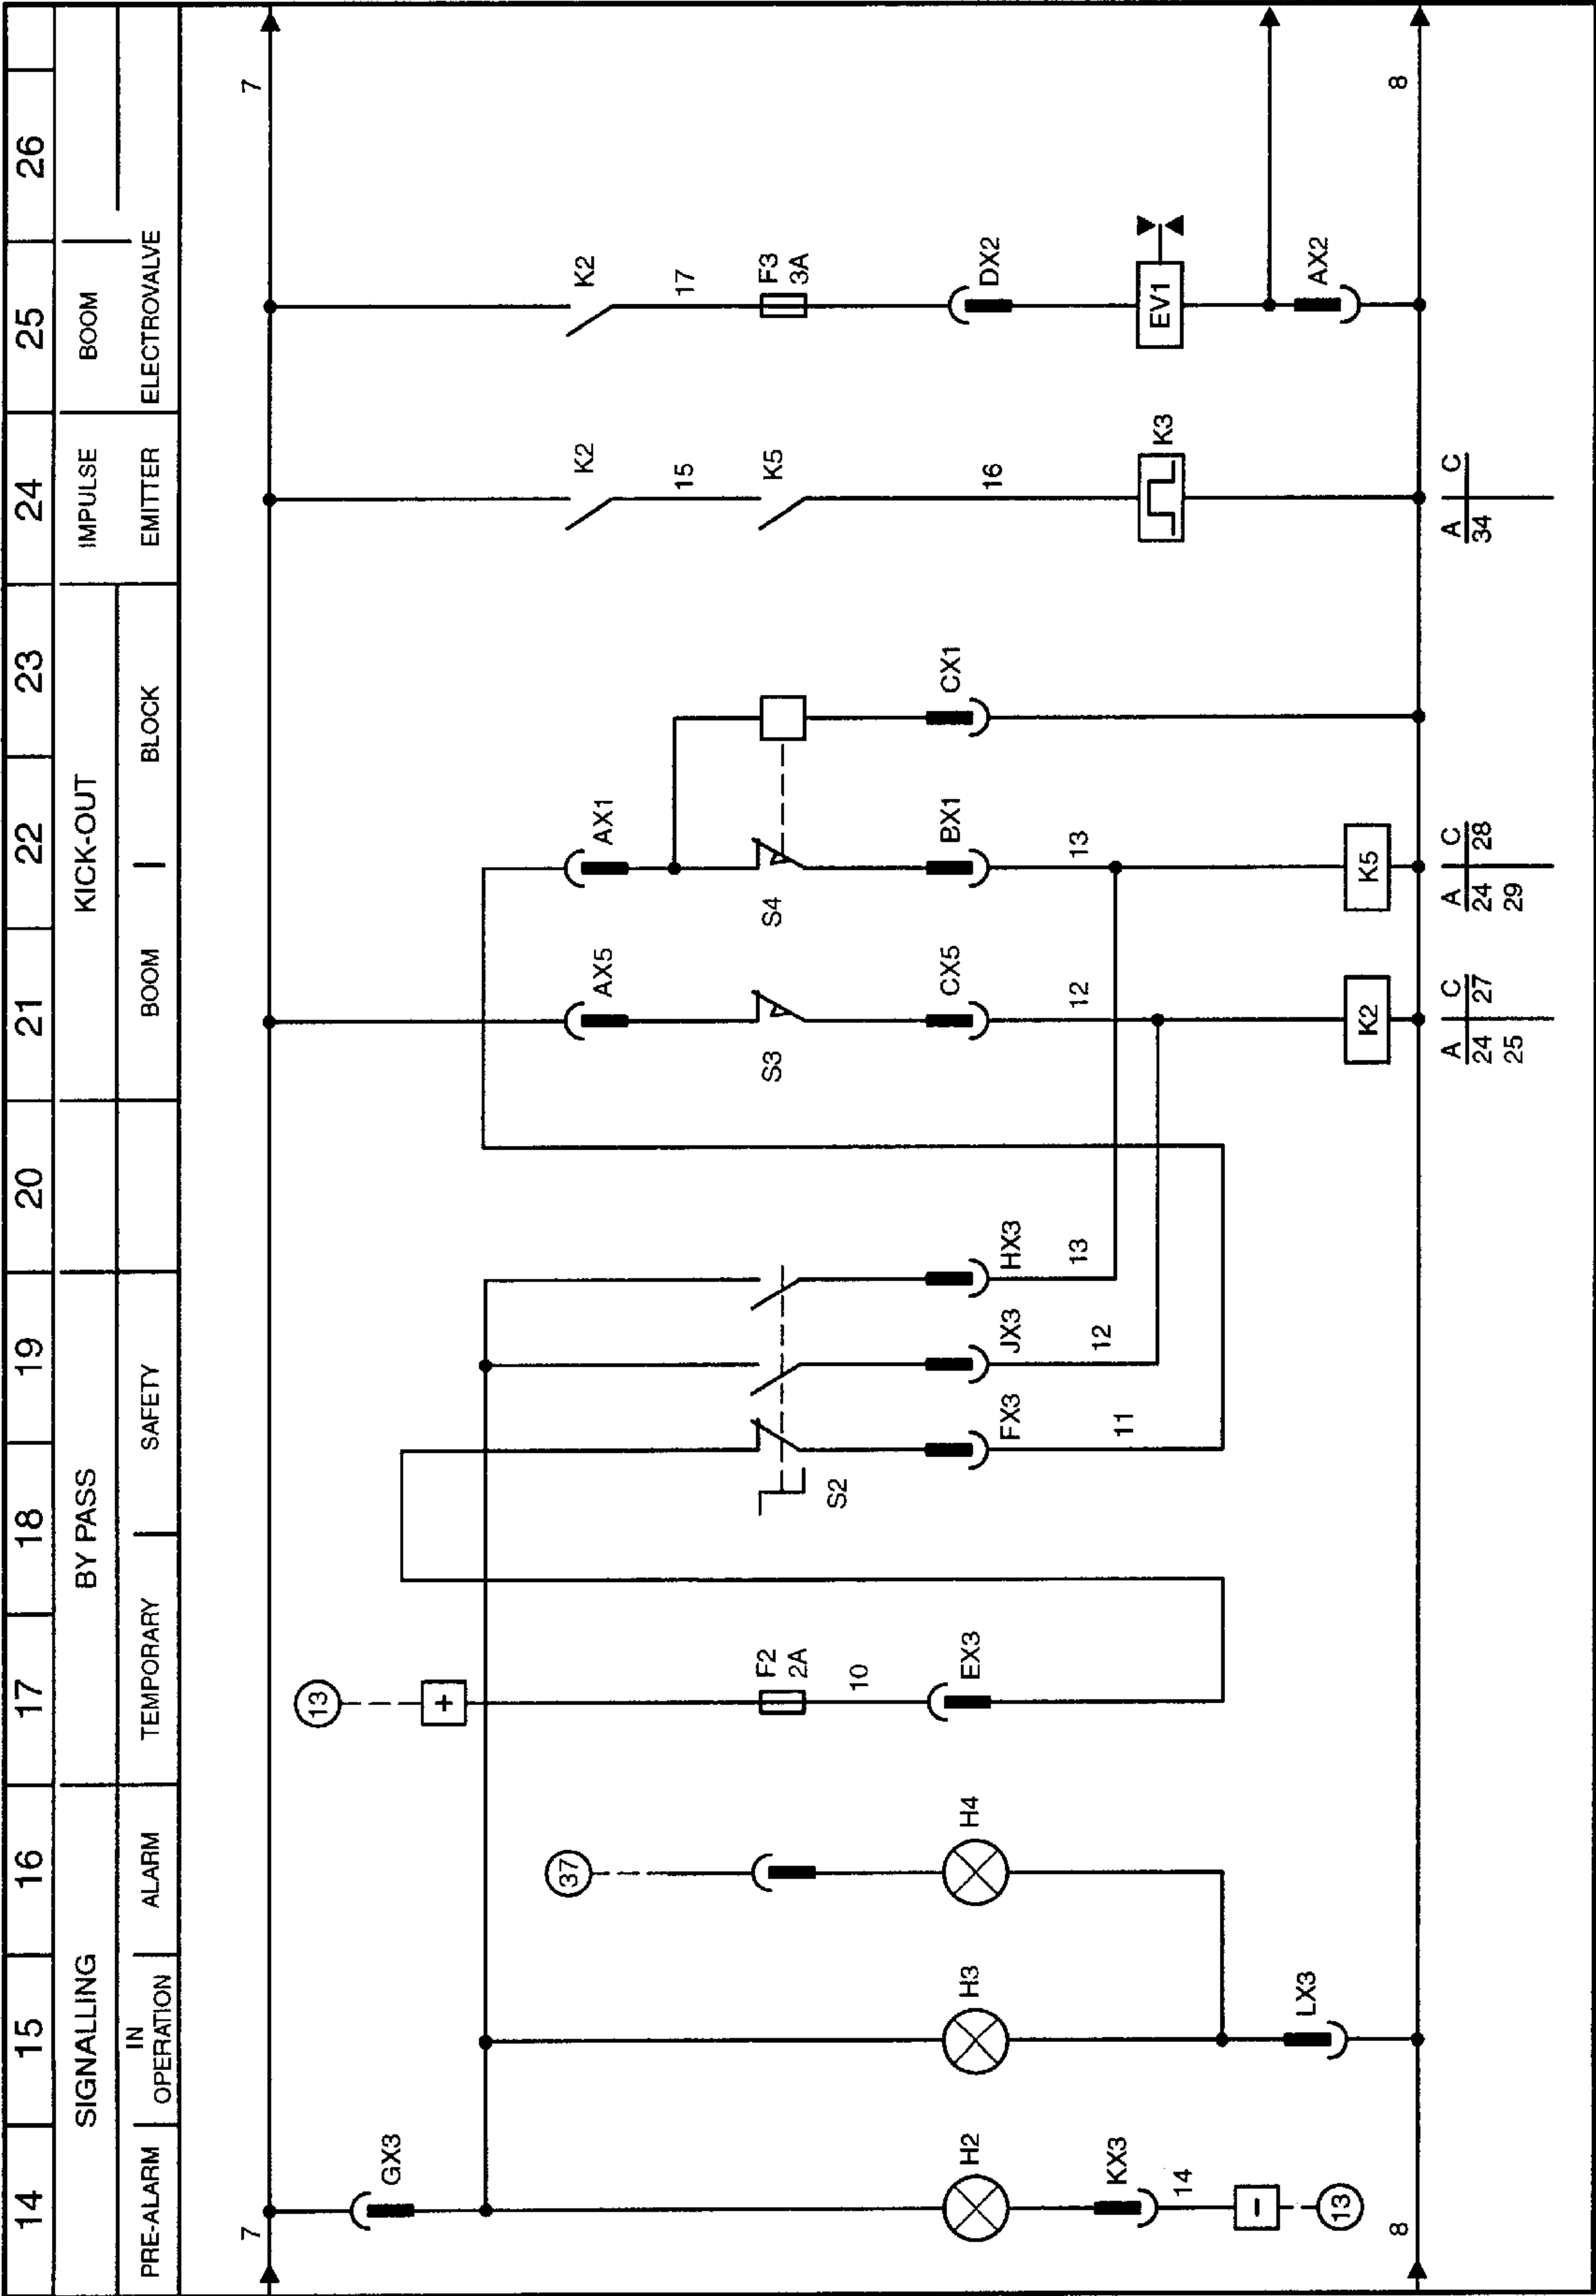 14 15 16 17 18 19 20 21 22 23 24 25 26
SIGNALLING BY PASS KICK-OUT IMPULSE BOOM
PRE-ALARM IN OPERATION ALARM TEMPORARY SAFETY BOOM BLOCK EMITTER ELECTROVALVE
7
7
GX3
13
+
37
AX5
AX1
K2
K2
15
17
F2
2A
S3
S4
K5
F3
3A
S2
10
H2
H3
H4
EX3
FX3
JX3
HX3
CX5
BX1
CX1
16
DX2
11
12
13
12
13
KX3
14
K3
EV1
-
13
LX3
AX2
K2
K5
8
8
A C
24 27
25
A C
24 28
29
A C
34